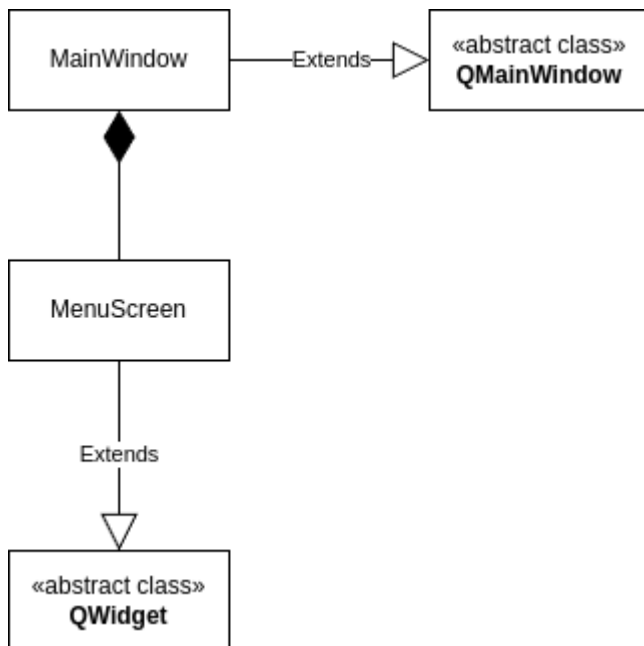 MainWindow
Extends
«abstract class»
QMainWindow
MenuScreen
Extends
«abstract class»
QWidget